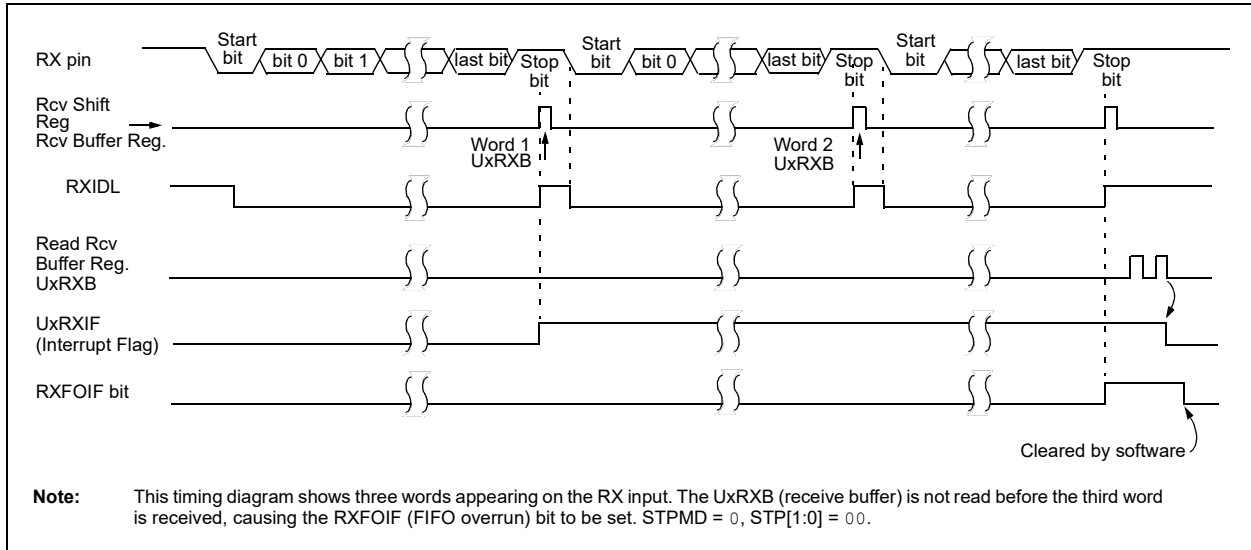 RX pin
Start bit
bit 0
bit 1
last bit
Stop bit
Start bit
bit 0
last bit
Stop bit
Start bit
last bit
Stop bit
Rcv Shift
Reg
Rcv Buffer Reg.
Word 1
UxRXB
Word 2
UxRXB
RXIDL
Read Rcv
Buffer Reg.
UxRXB
UxRXIF
(Interrupt Flag)
RXFOIF bit
Cleared by software
Note: This timing diagram shows three words appearing on the RX input. The UxRXB (receive buffer) is not read before the third word
is received, causing the RXFOIF (FIFO overrun) bit to be set. STPMD = 0, STP[1:0] = 00.